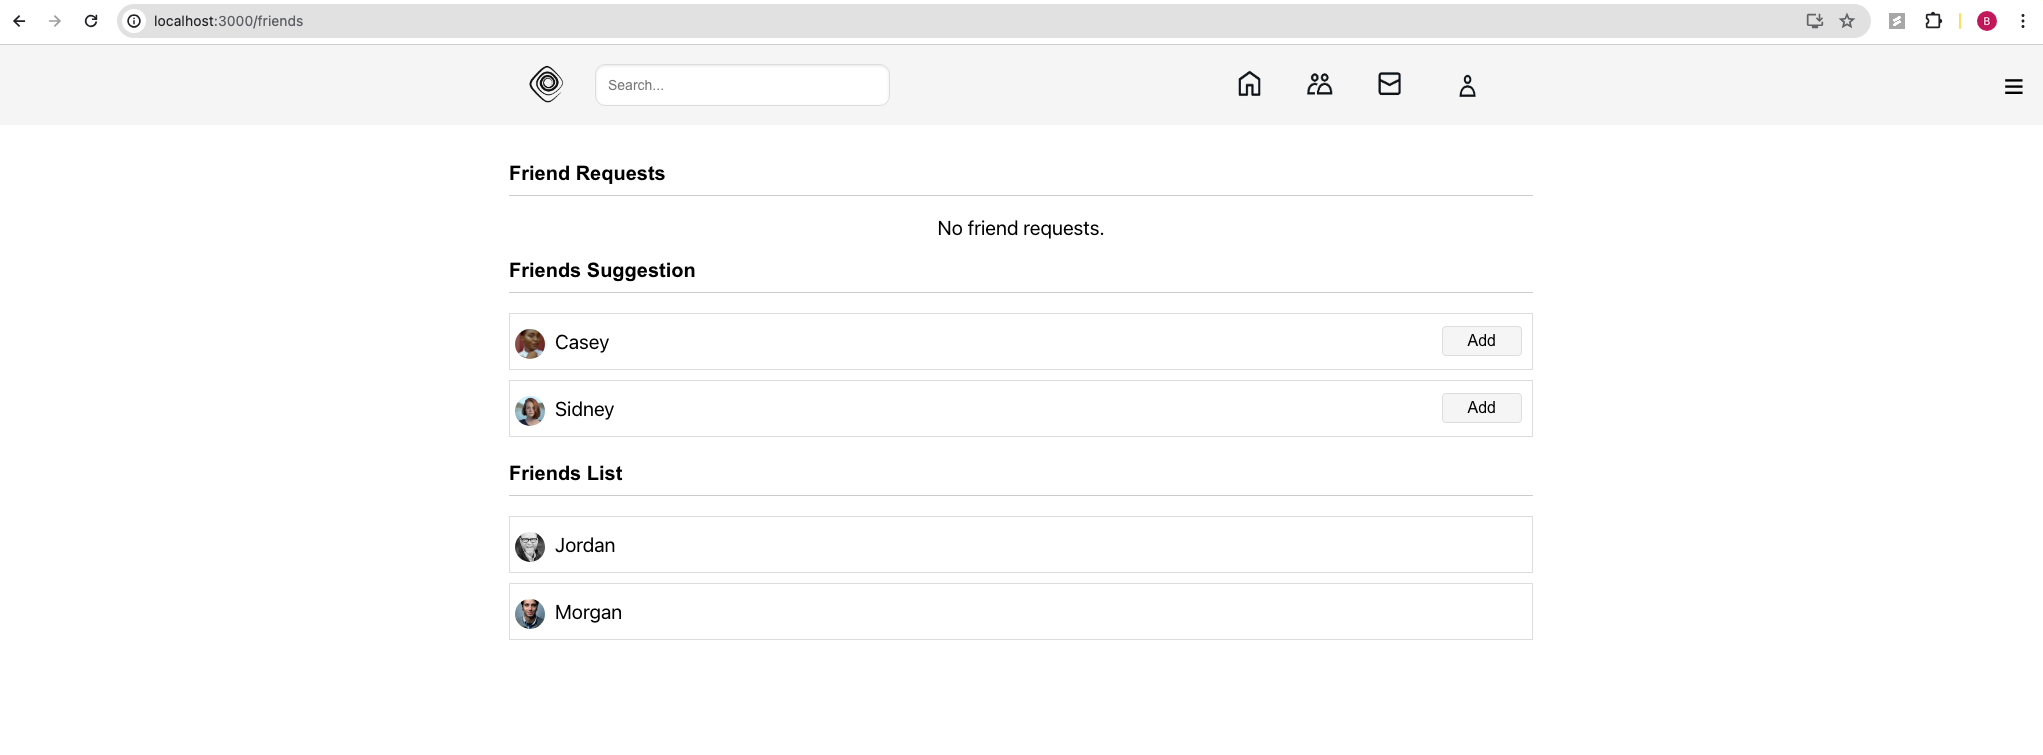 localhost:3000/friends
B
Search...
Friend Requests
No friend requests.
Friends Suggestion
Casey
Add
Sidney
Add
Friends List
Jordan
Morgan